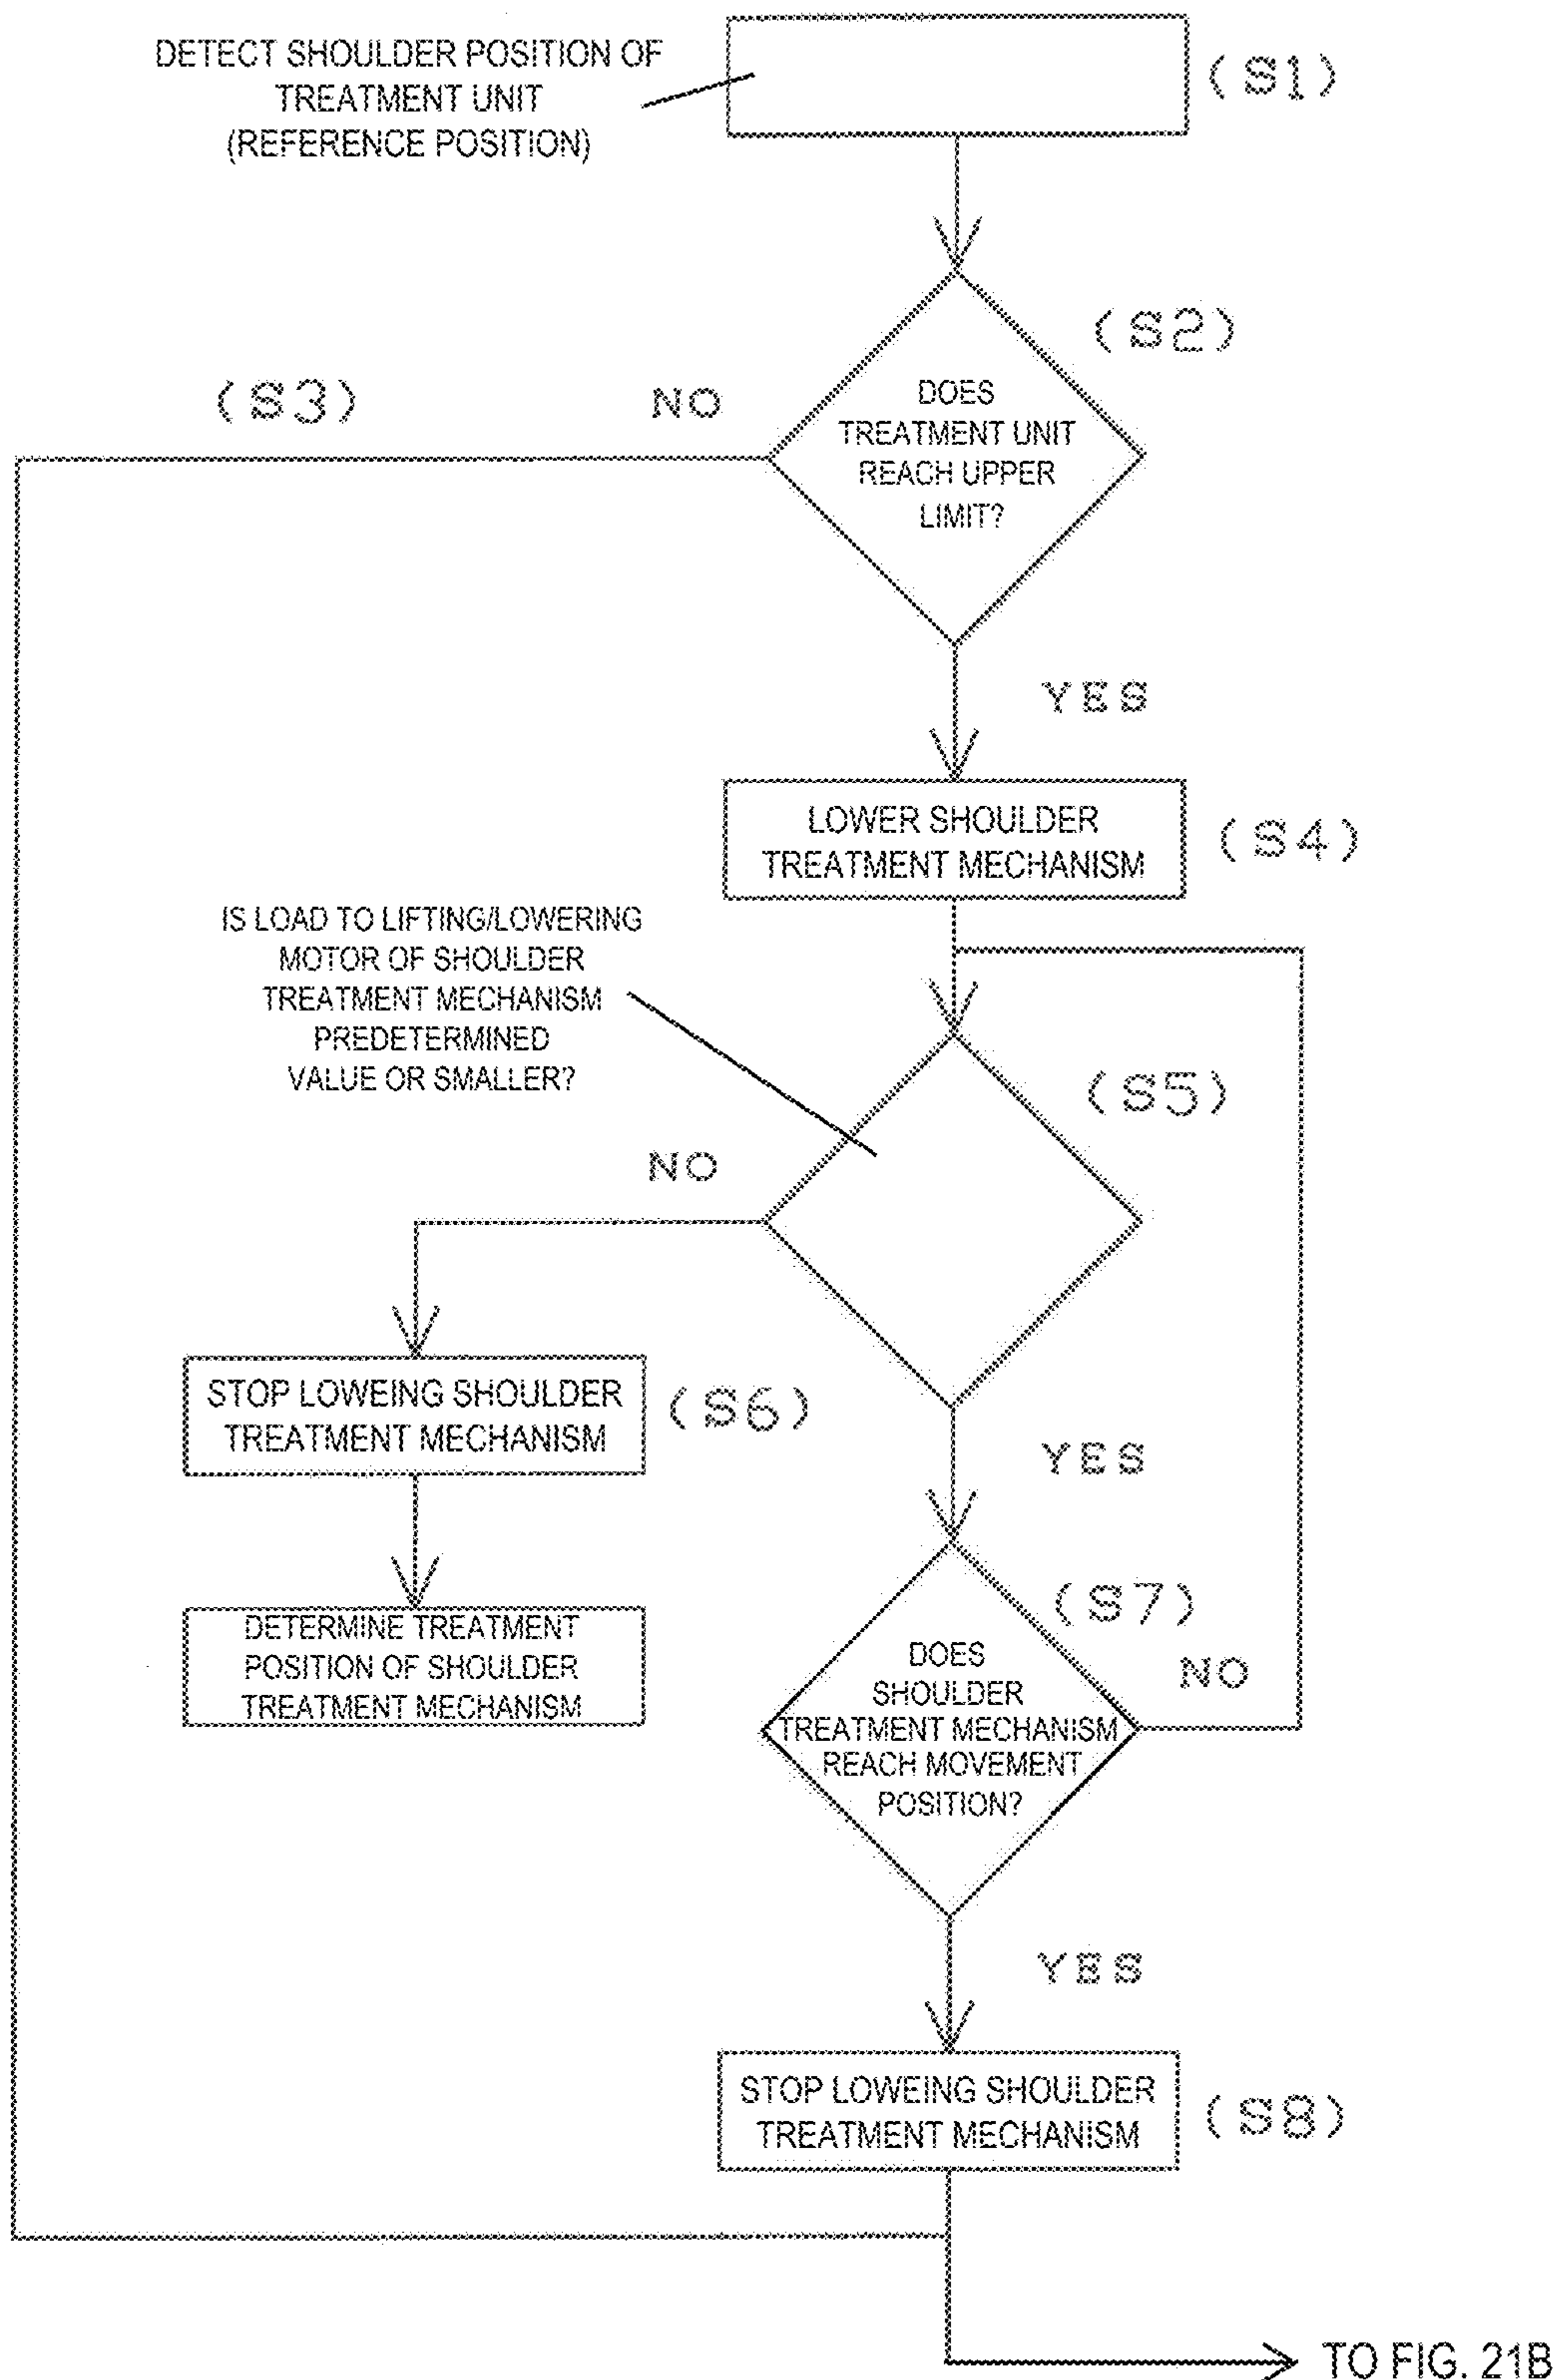 DETECT SHOULDER POSITION OF
TREATMENT UNIT
(REFERENCE POSITION)
(S1)
(S2)
(S3)
NO
DOES
TREATMENT UNIT
REACH UPPER
LIMIT?
YES
LOWER SHOULDER
TREATMENT MECHANISM
(S4)
IS LOAD TO LIFTING/LOWERING
MOTOR OF SHOULDER
TREATMENT MECHANISM
PREDETERMINED
VALUE OR SMALLER?
(S5)
NO
STOP LOWEING SHOULDER
TREATMENT MECHANISM
(S6)
YES
DETERMINE TREATMENT
POSITION OF SHOULDER
TREATMENT MECHANISM
(S7)
DOES
SHOULDER
TREATMENT MECHANISM
REACH MOVEMENT
POSITION?
NO
YES
STOP LOWEING SHOULDER
TREATMENT MECHANISM
(S8)
TO FIG. 21B